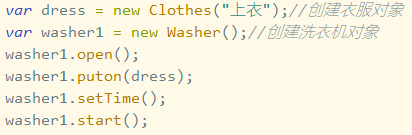 var dress = new Clothes("上衣");//创建衣服对象
var washer1 = new Washer();//创建洗衣机对象
washer1.open();
washer1.puton(dress);
washer1.setTime();
washer1.start();